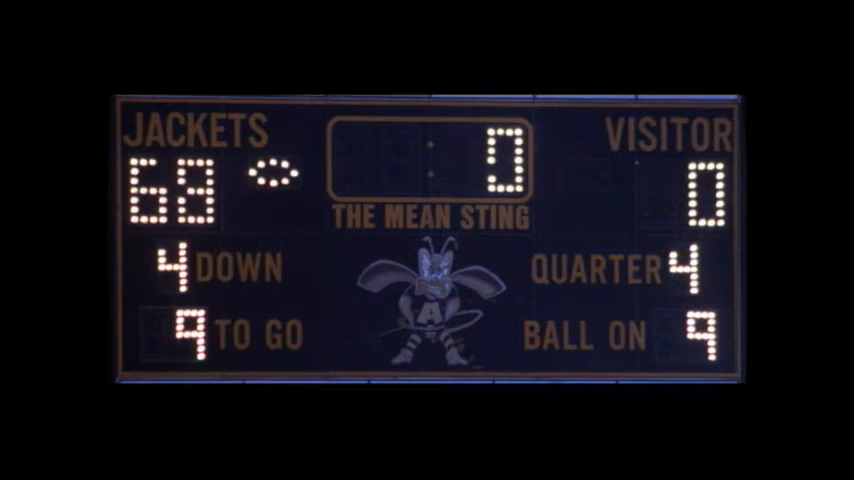 JACKETS 0 VISITOR
68 0
THE MEAN STING
4 DOWN QUARTER 4
A
9 TO GO BALL ON 9